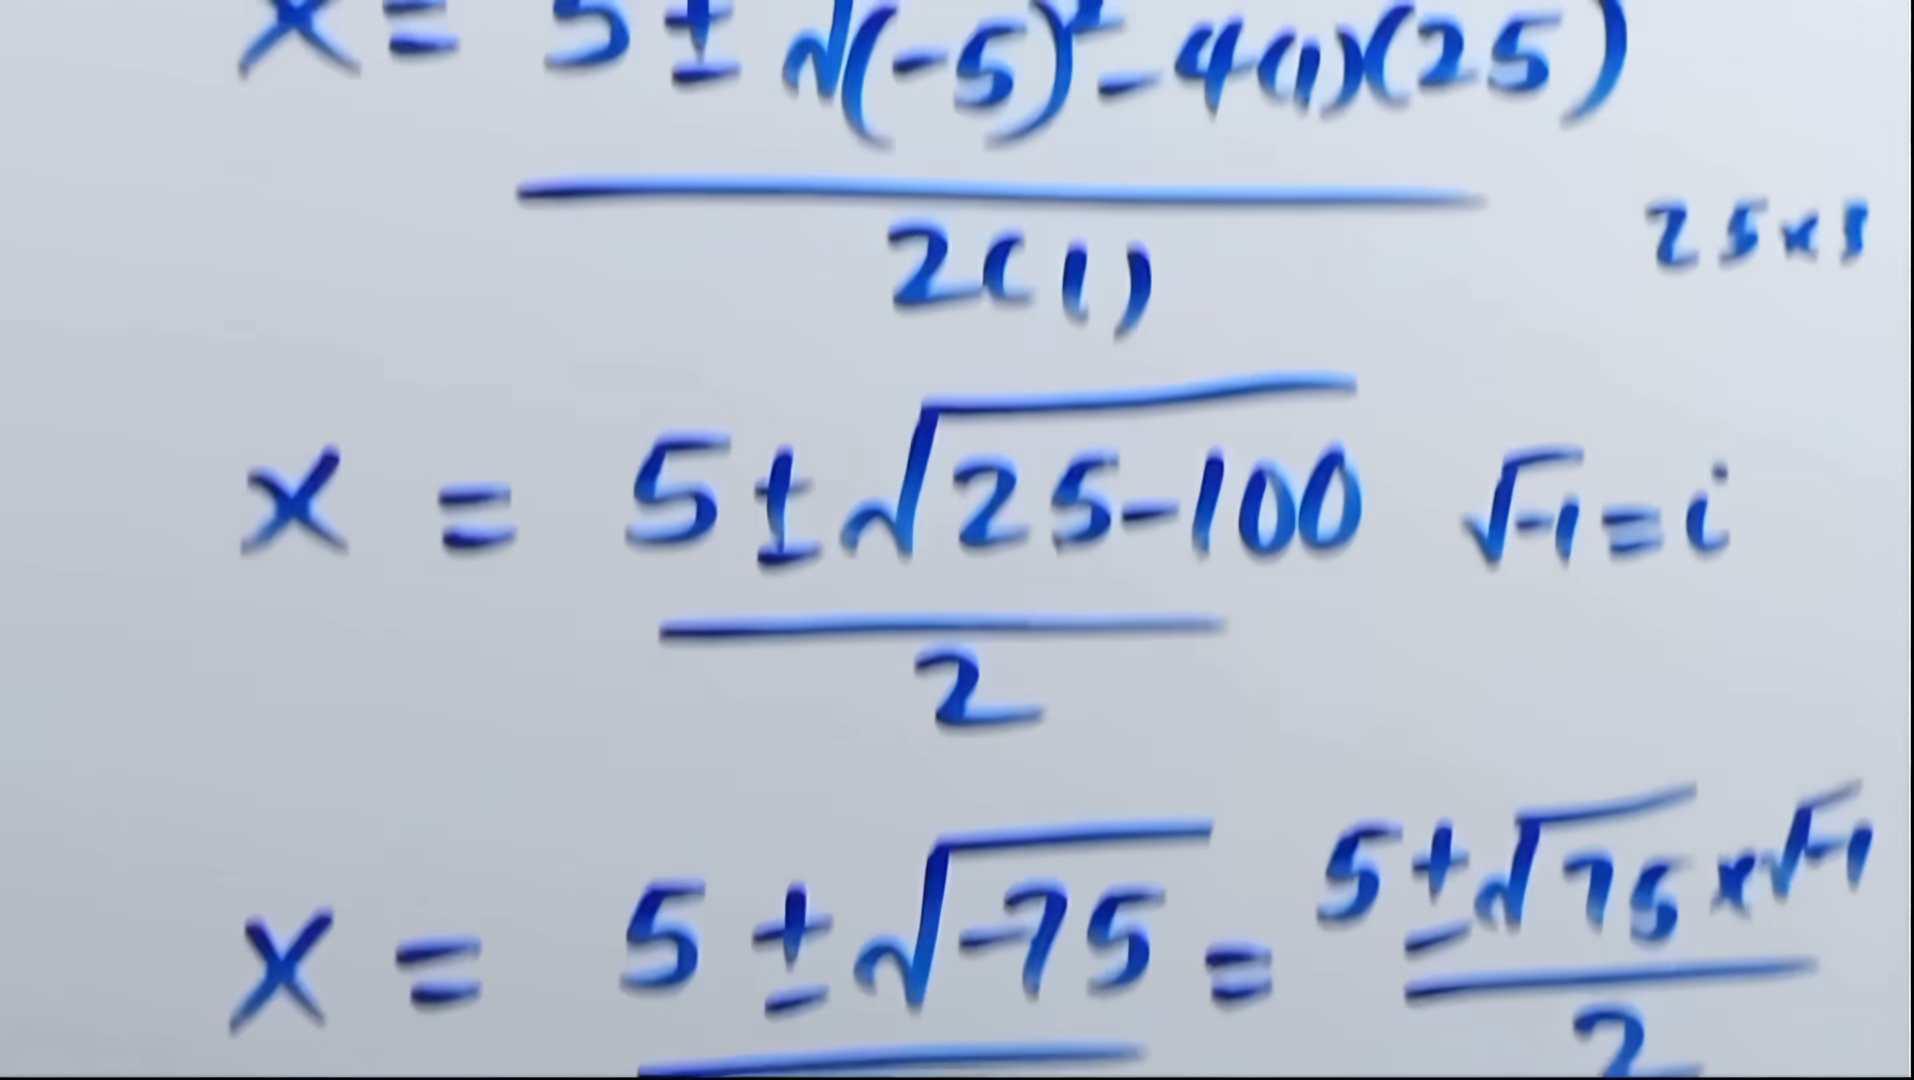 x = 5 ± √(-5)² - 4(1)(25)
2(1)
25×3
x = 5 ± √25-100
2
√-1 = i
x = 5 ± √-75 = 5 ± √75 × √-1
2